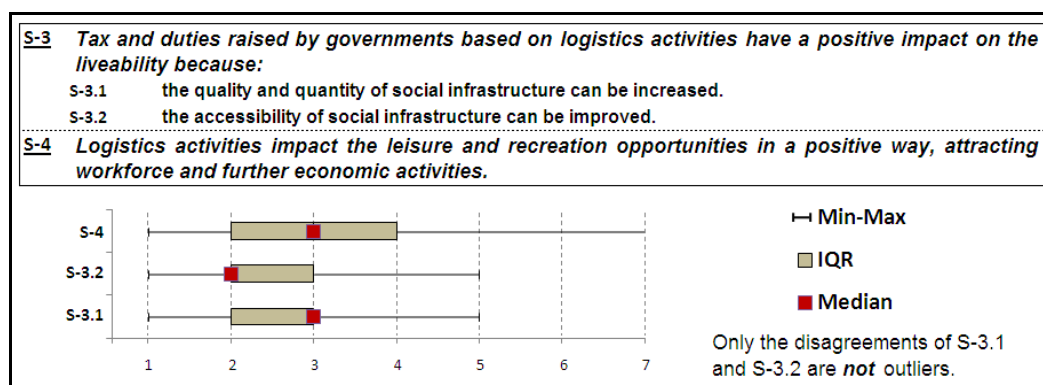 S-3 Tax and duties raised by governments based on logistics activities have a positive impact on the
liveability because:
S-3.1 the quality and quantity of social infrastructure can be increased.
S-3.2 the accessibility of social infrastructure can be improved.
S-4 Logistics activities impact the leisure and recreation opportunities in a positive way, attracting
workforce and further economic activities.
S-4
S-3.2
S-3.1
1 2 3 4 5 6 7
Min-Max
IQR
Median
Only the disagreements of S-3.1
and S-3.2 are not outliers.